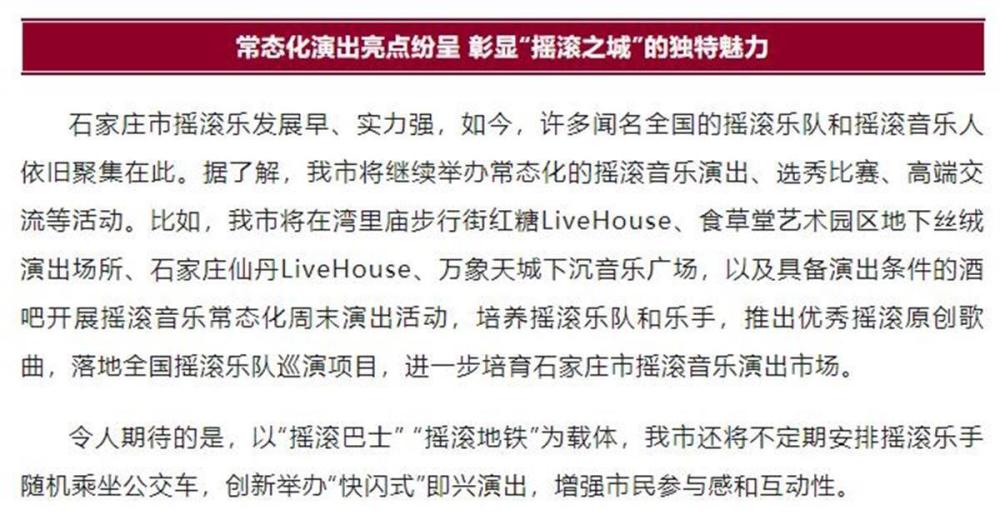 常态化演出亮点纷呈 彰显“摇滚之城”的独特魅力
石家庄市摇滚乐发展早、实力强，如今，许多闻名全国的摇滚乐队和摇滚音乐人
依旧聚集在此。据了解，我市将继续举办常态化的摇滚音乐演出、选秀比赛、高端交
流等活动。比如，我市将在湾里庙步行街红糖LiveHouse、食草堂艺术园区地下丝绒
演出场所、石家庄仙丹LiveHouse、万象天城下沉音乐广场，以及具备演出条件的酒
吧开展摇滚音乐常态化周末演出活动，培养摇滚乐队和乐手，推出优秀摇滚原创歌
曲，落地全国摇滚乐队巡演项目，进一步培育石家庄市摇滚音乐演出市场。
令人期待的是，以“摇滚巴士”“摇滚地铁”为载体，我市还将不定期安排摇滚乐手
随机乘坐公交车，创新举办“快闪式”即兴演出，增强市民参与感和互动性。